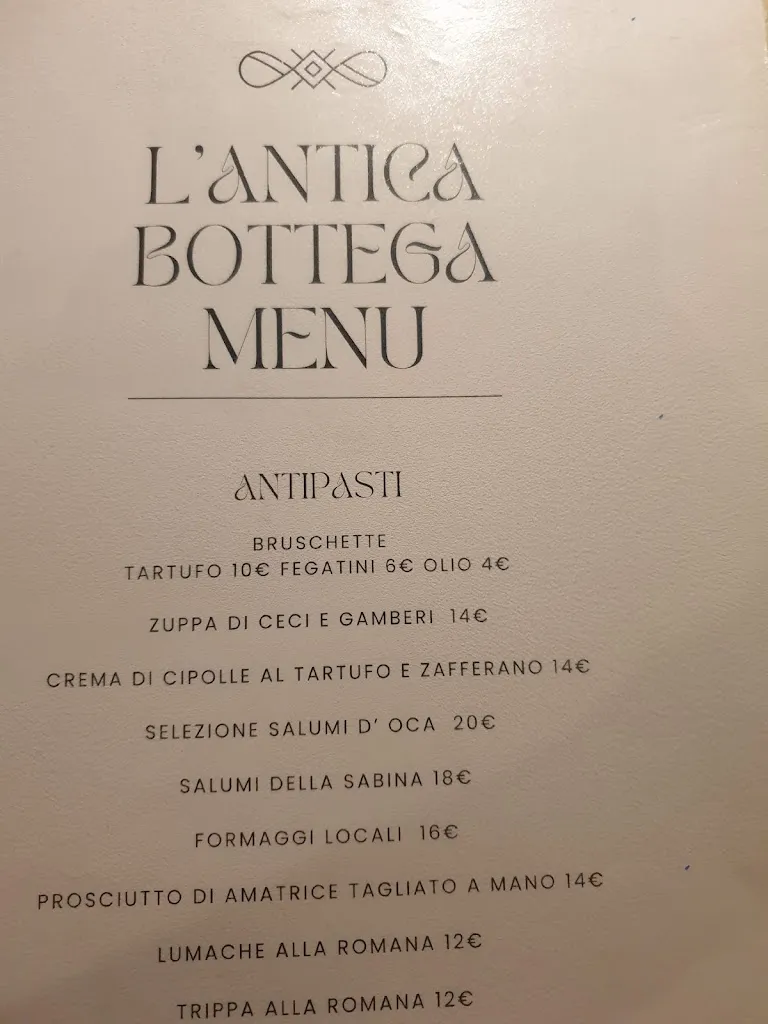 L'ANTICA
BOTTEGA
MENU
ANTIPASTI
BRUSCHETTE
TARTUFO 10€ FEGATINI 6€ OLIO 4€
ZUPPA DI CECI E GAMBERI 14€
CREMA DI CIPOLLE AL TARTUFO E ZAFFERANO 14€
SELEZIONE SALUMI D' OCA 20€
SALUMI DELLA SABINA 18€
FORMAGGI LOCALI 16€
PROSCIUTTO DI AMATRICE TAGLIATO A MANO 14€
LUMACHE ALLA ROMANA 12€
TRIPPA ALLA ROMANA 12€